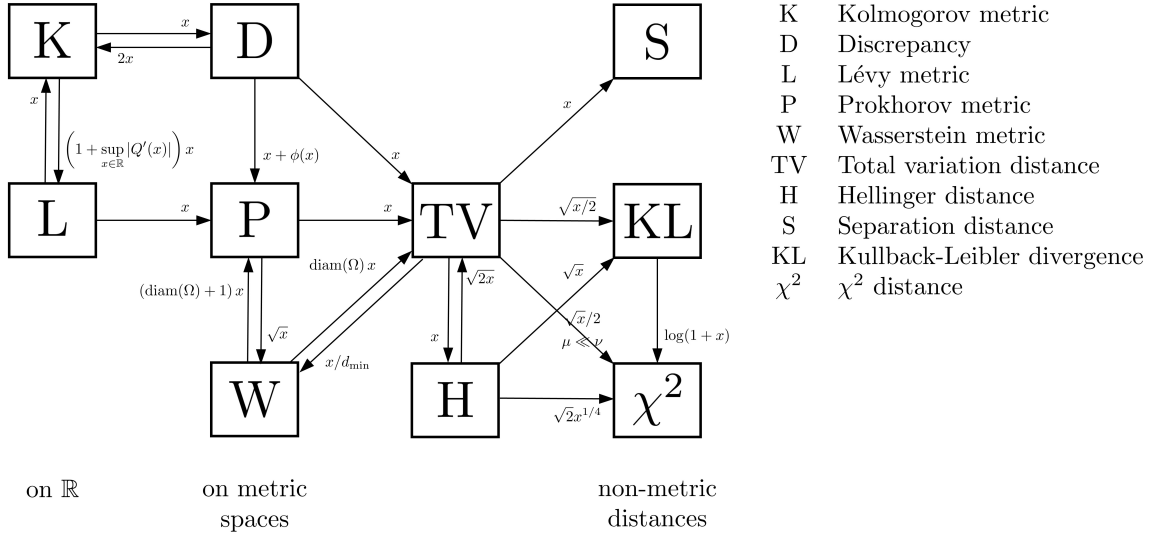 K
D
S
K Kolmogorov metric
D Discrepancy
L Lévy metric
P Prokhorov metric
W Wasserstein metric
TV Total variation distance
H Hellinger distance
S Separation distance
KL Kullback-Leibler divergence
χ² χ² distance
x
2x
x
(1 + sup |Q′(x)|) x
x∈ℝ
x + φ(x)
x
x
L
P
TV
KL
x
x
√x/2
(diam(Ω) + 1) x
√x
diam(Ω) x
x/d_min
x
√2x
√x
√x/2
μ ≪ ν
log(1 + x)
W
H
χ²
√2x^1/4
on ℝ
on metric
spaces
non-metric
distances